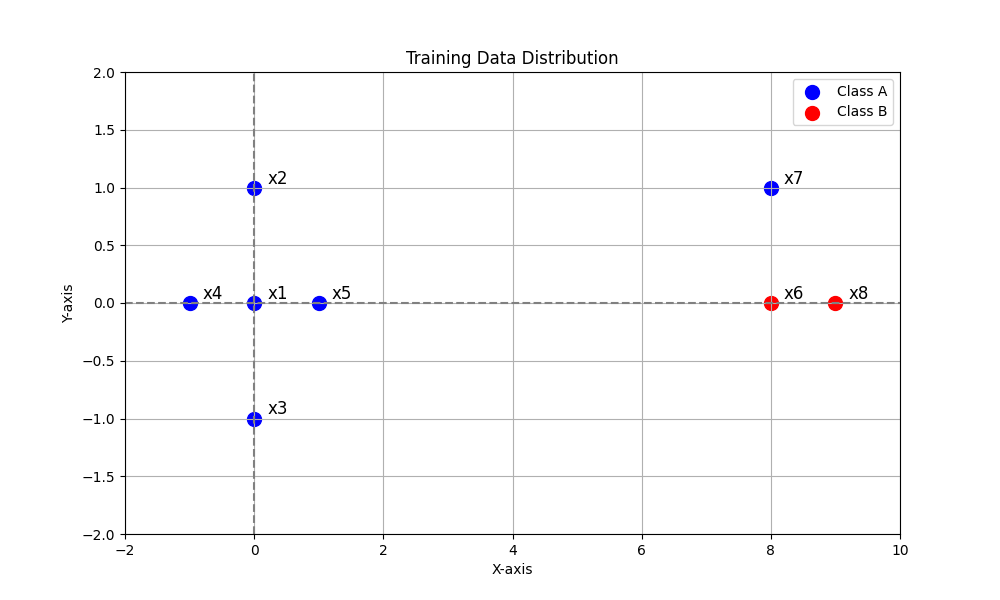 Training Data Distribution
Class A
Class B
2.0
1.5
1.0
0.5
0.0
−0.5
−1.0
−1.5
−2.0
Y-axis
x2
x7
x4
x1
x5
x6
x8
x3
−2
0
2
4
6
8
10
X-axis